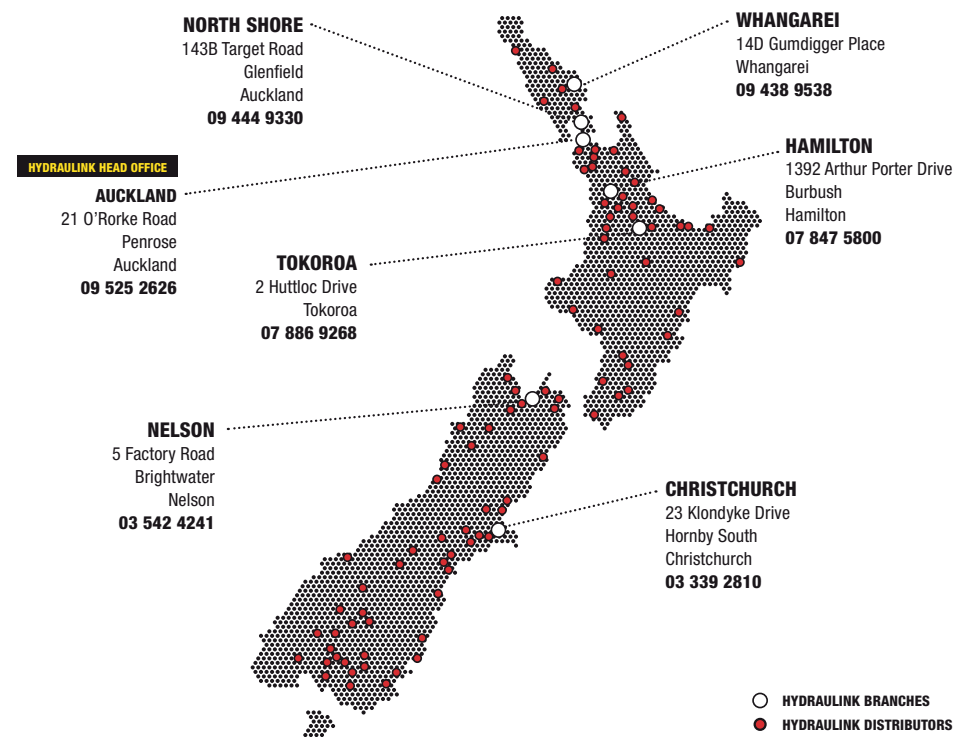 NORTH SHORE
143B Target Road
Glenfield
Auckland
09 444 9330
WHANGAREI
14D Gumdigger Place
Whangarei
09 438 9538
HYDRAULINK HEAD OFFICE
AUCKLAND
21 O'Rorke Road
Penrose
Auckland
09 525 2626
HAMILTON
1392 Arthur Porter Drive
Burbush
Hamilton
07 847 5800
TOKOROA
2 Huttloc Drive
Tokoroa
07 886 9268
NELSON
5 Factory Road
Brightwater
Nelson
03 542 4241
CHRISTCHURCH
23 Klondyke Drive
Hornby South
Christchurch
03 339 2810
HYDRAULINK BRANCHES
HYDRAULINK DISTRIBUTORS